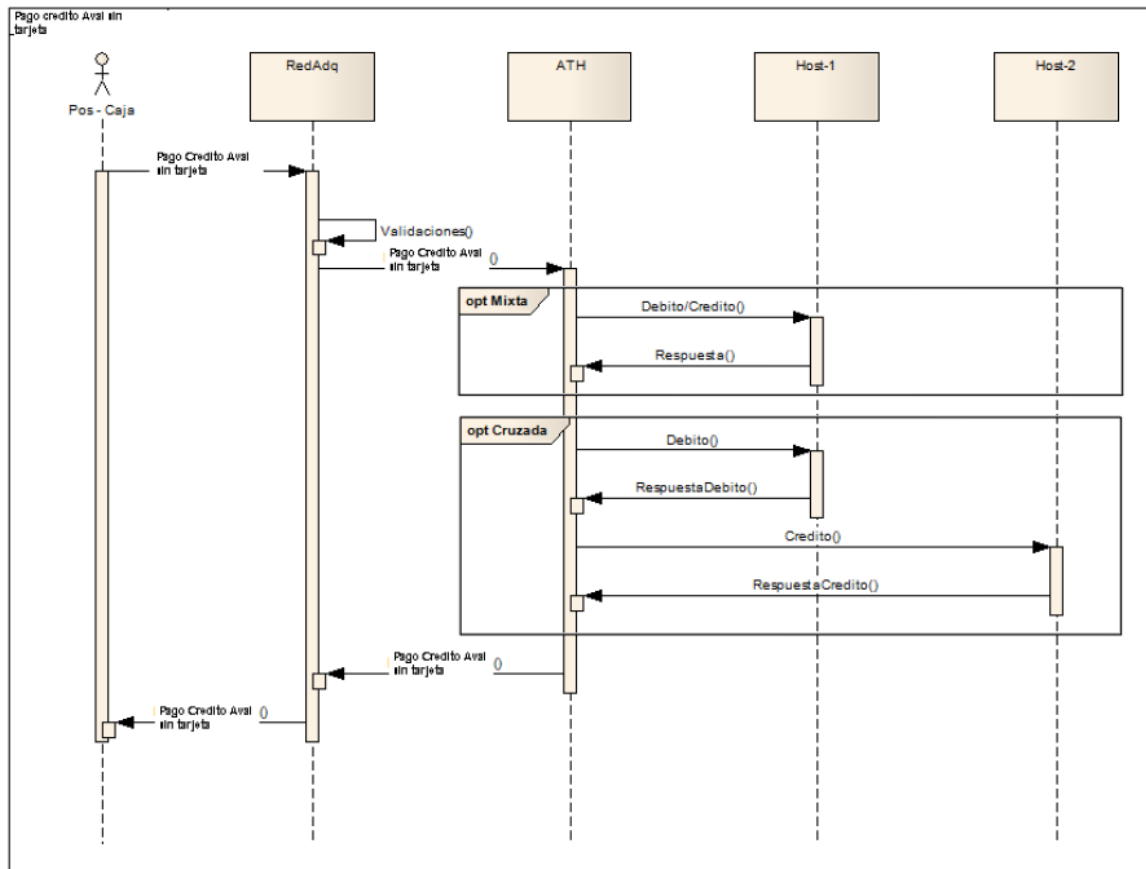 Pago credito Aval sin
tarjeta
Pos - Caja
RedAdq
ATH
Host-1
Host-2
Pago Credito Aval
sin tarjeta
Validaciones()
Pago Credito Aval ()
sin tarjeta
opt Mixta
Debito/Credito()
Respuesta()
opt Cruzada
Debito()
RespuestaDebito()
Credito()
RespuestaCredito()
Pago Credito Aval ()
sin tarjeta
Pago Credito Aval ()
sin tarjeta